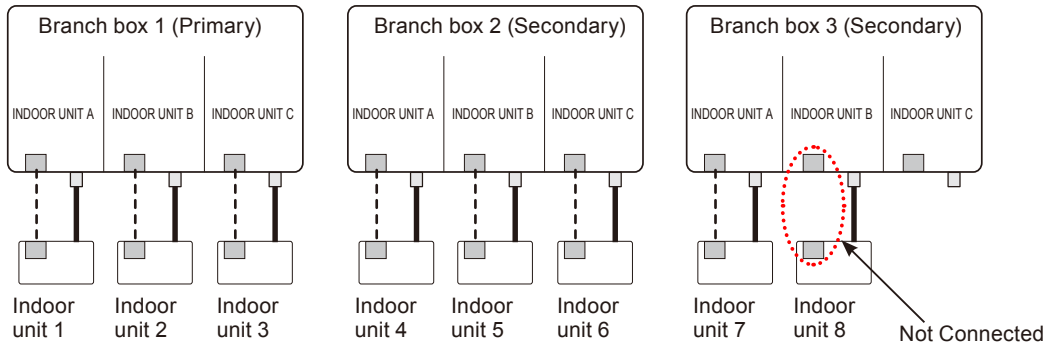 Branch box 1 (Primary)
Branch box 2 (Secondary)
Branch box 3 (Secondary)
INDOOR UNIT A
INDOOR UNIT B
INDOOR UNIT C
INDOOR UNIT A
INDOOR UNIT B
INDOOR UNIT C
INDOOR UNIT A
INDOOR UNIT B
INDOOR UNIT C
Indoor
unit 1
Indoor
unit 2
Indoor
unit 3
Indoor
unit 4
Indoor
unit 5
Indoor
unit 6
Indoor
unit 7
Indoor
unit 8
Not Connected